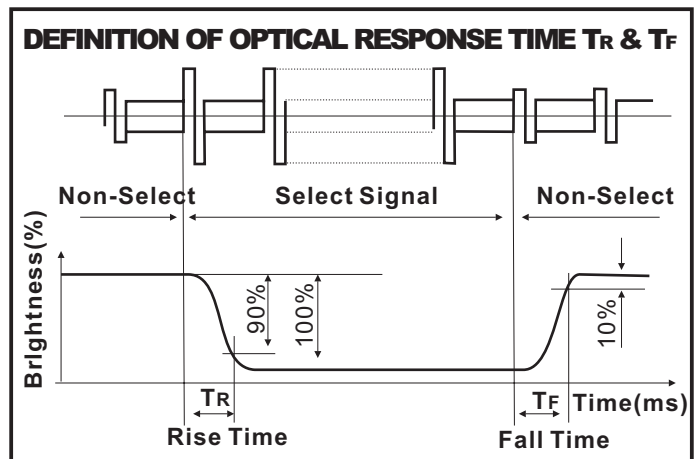 DEFINITION OF OPTICAL RESPONSE TIME TR & TF
Non-Select
Select Signal
Non-Select
Brightness(%)
90%
100%
10%
TR
TF
Time(ms)
Rise Time
Fall Time